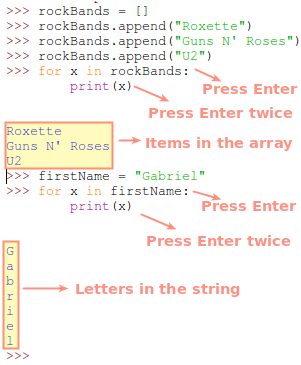 >>> rockBands = []
>>> rockBands.append("Roxette")
>>> rockBands.append("Guns N' Roses")
>>> rockBands.append("U2")
>>> for x in rockBands:
print(x)
Press Enter
Press Enter twice
Roxette
Guns N' Roses
U2
Items in the array
>>> firstName = "Gabriel"
>>> for x in firstName:
print(x)
Press Enter
Press Enter twice
G
a
b
r
i
e
l
Letters in the string
>>>